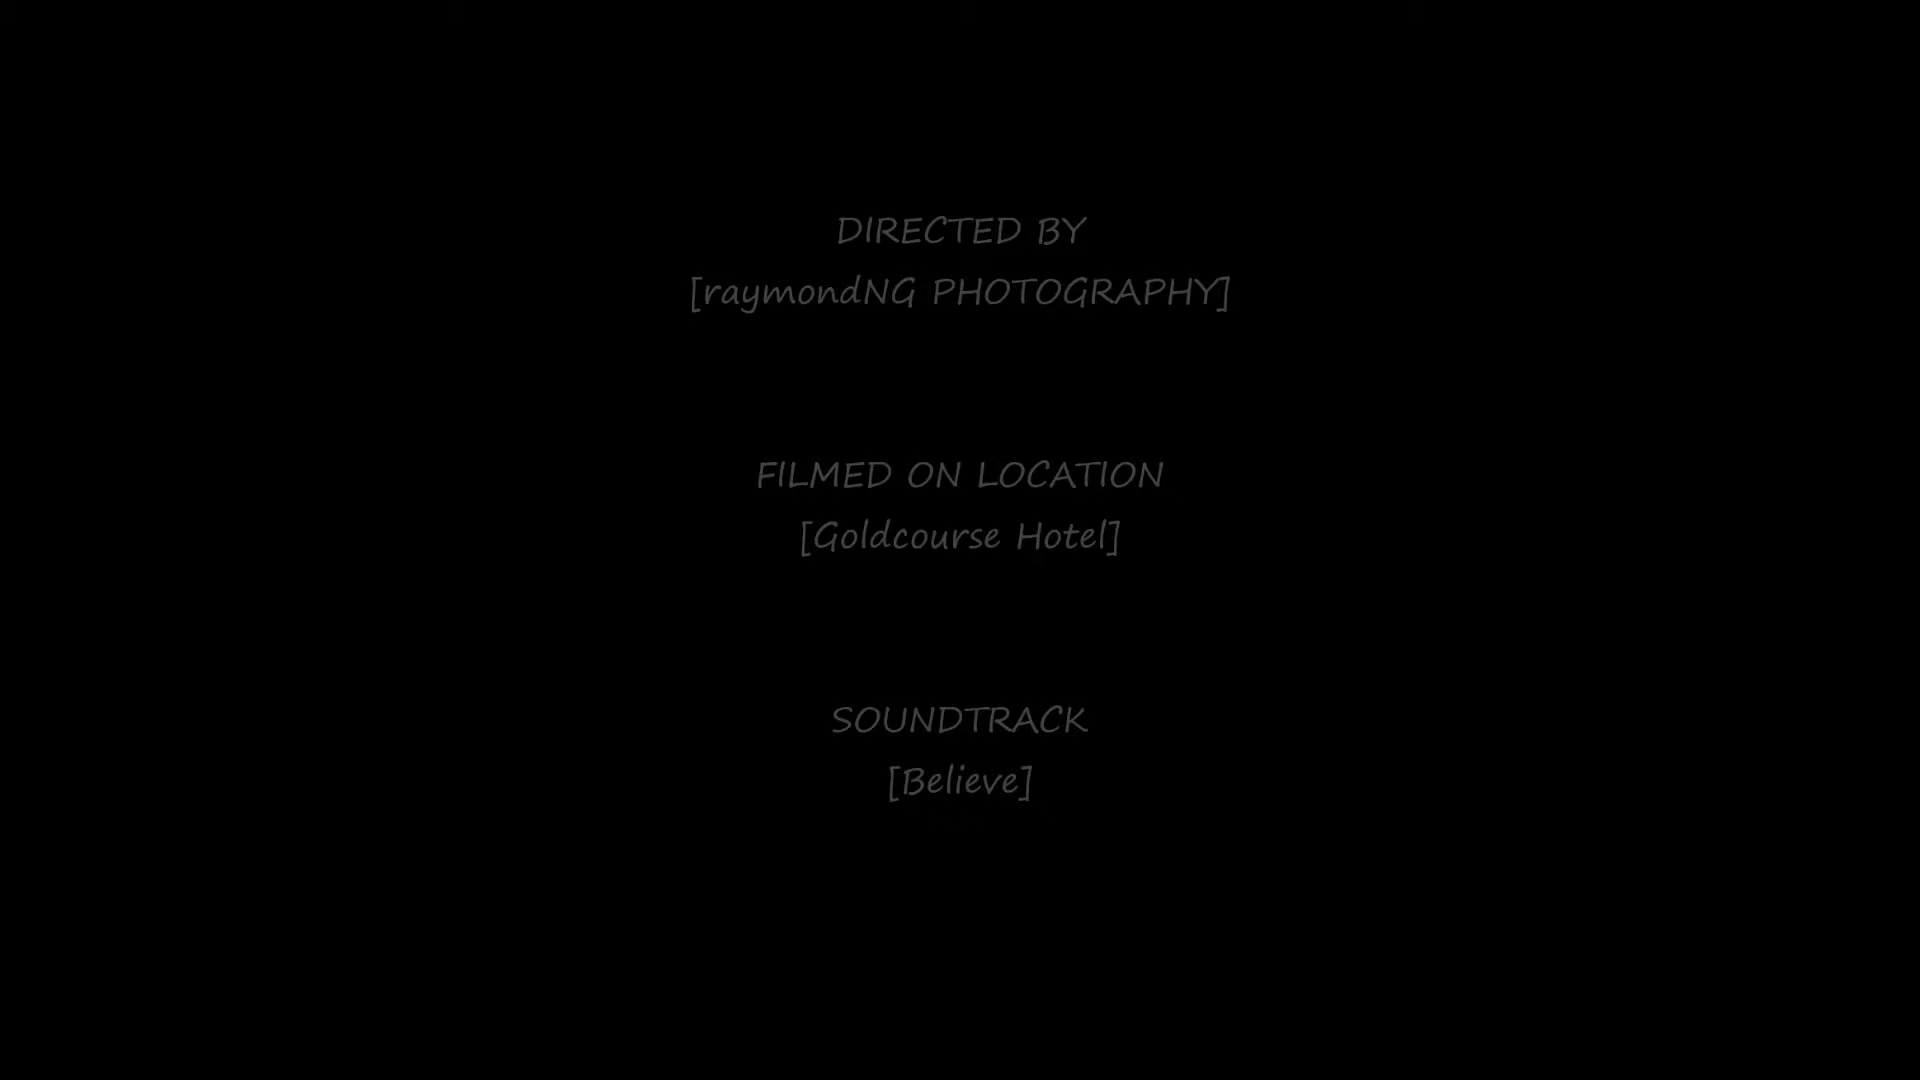 DIRECTED BY
[raymondNG PHOTOGRAPHY]
FILMED ON LOCATION
[Goldcourse Hotel]
SOUNDTRACK
[Believe]